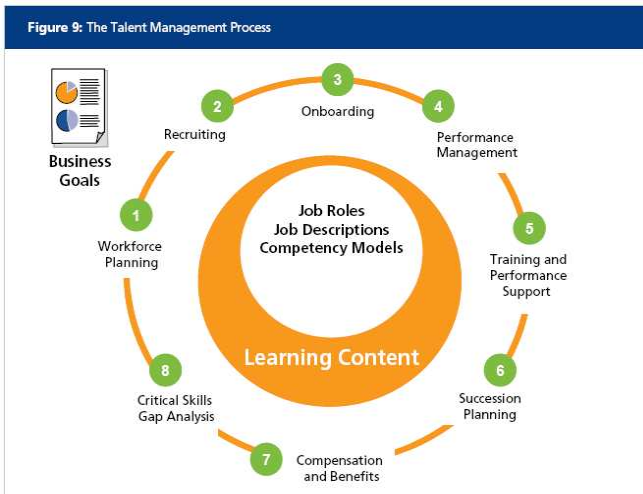 Figure 9: The Talent Management Process
Business
Goals
1
Workforce
Planning
2
Recruiting
3
Onboarding
4
Performance
Management
5
Training and
Performance
Support
6
Succession
Planning
7
Compensation
and Benefits
8
Critical Skills
Gap Analysis
Job Roles
Job Descriptions
Competency Models
Learning Content